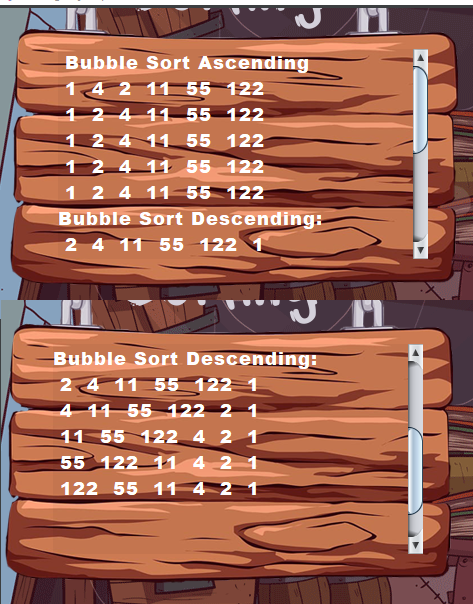 Bubble Sort Ascending
1 4 2 11 55 122
1 2 4 11 55 122
1 2 4 11 55 122
1 2 4 11 55 122
1 2 4 11 55 122
Bubble Sort Descending:
2 4 11 55 122 1
Bubble Sort Descending:
2 4 11 55 122 1
4 11 55 122 2 1
11 55 122 4 2 1
55 122 11 4 2 1
122 55 11 4 2 1